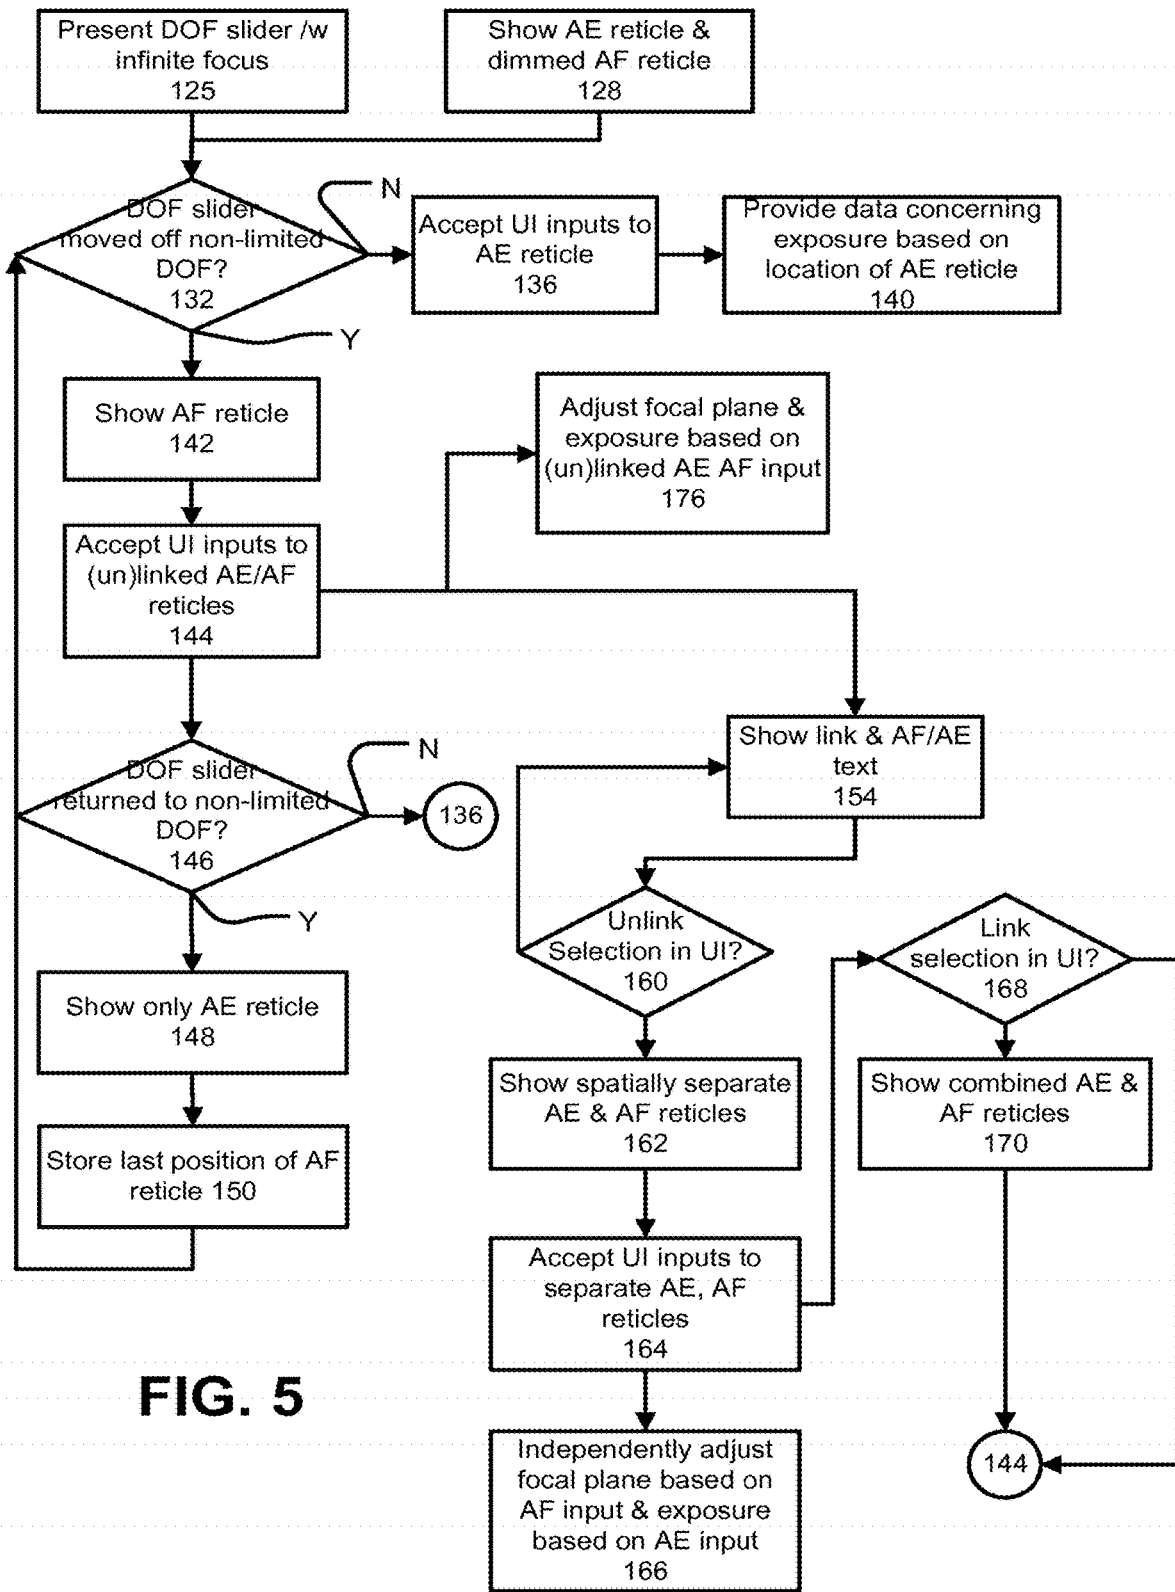 Present DOF slider /w
infinite focus
125
Show AE reticle &
dimmed AF reticle
128
DOF slider
moved off non-limited
DOF?
132
N
Y
Accept UI inputs to
AE reticle
136
Provide data concerning
exposure based on
location of AE reticle
140
Show AF reticle
142
Adjust focal plane &
exposure based on
(un)linked AE AF input
176
Accept UI inputs to
(un)linked AE/AF
reticles
144
Show link & AF/AE
text
154
DOF slider
returned to non-limited
DOF?
146
N
136
Y
Unlink
Selection in UI?
160
Link
selection in UI?
168
Show only AE reticle
148
Show spatially separate
AE & AF reticles
162
Show combined AE &
AF reticles
170
Store last position of AF
reticle 150
Accept UI inputs to
separate AE, AF
reticles
164
FIG. 5
Independently adjust
focal plane based on
AF input & exposure
based on AE input
166
144